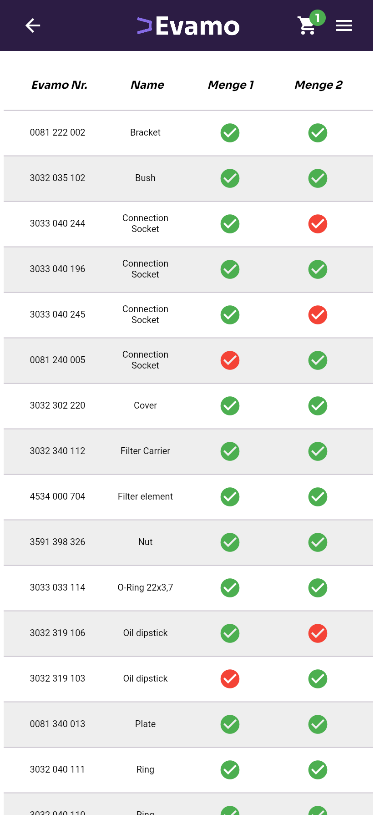 Evamo
1
Evamo Nr. Name Menge 1 Menge 2
0081 222 002 Bracket
3032 035 102 Bush
3033 040 244 Connection
Socket
3033 040 196 Connection
Socket
3033 040 245 Connection
Socket
0081 240 005 Connection
Socket
3032 302 220 Cover
3032 340 112 Filter Carrier
4534 000 704 Filter element
3591 398 326 Nut
3033 033 114 O-Ring 22x3,7
3032 319 106 Oil dipstick
3032 319 103 Oil dipstick
0081 340 013 Plate
3032 040 111 Ring
3032 040 110 Ring